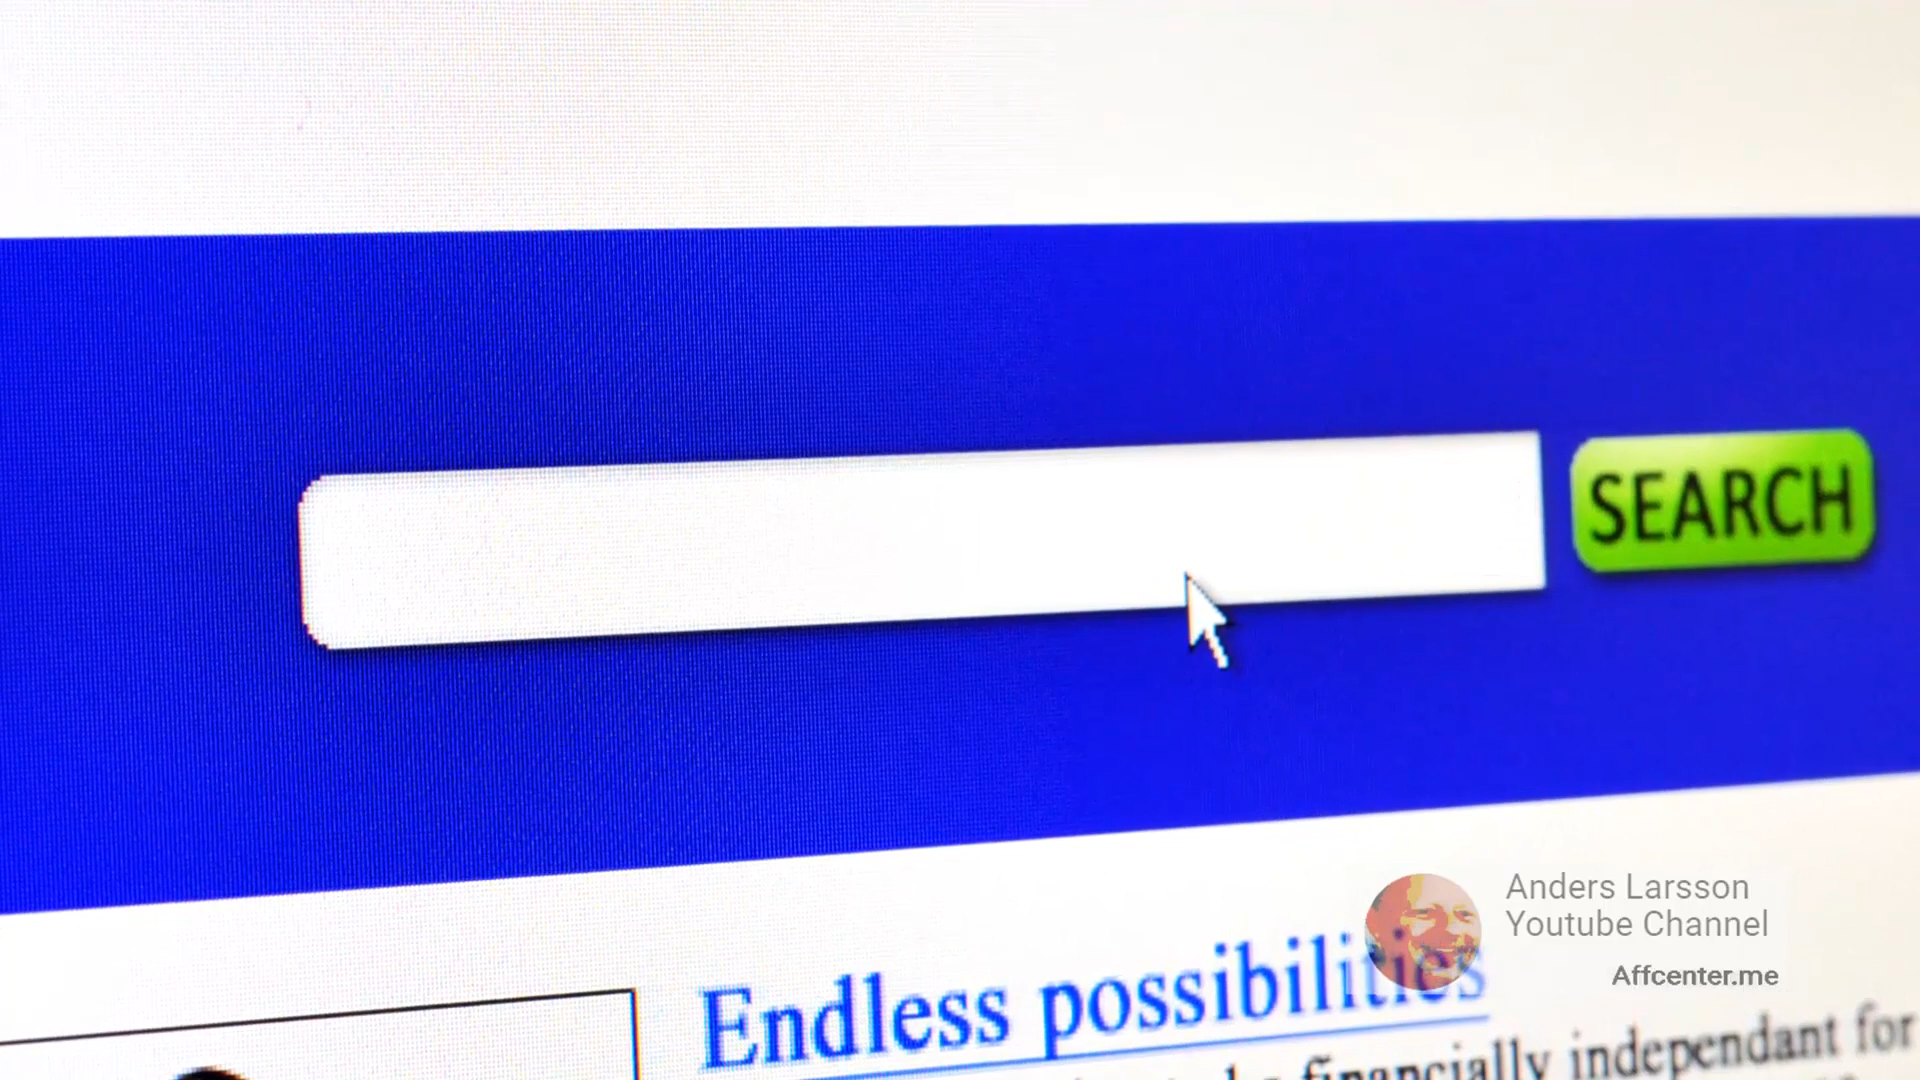 SEARCH
Anders Larsson
Youtube Channel
Affcenter.me
Endless possibilities
financially independant for